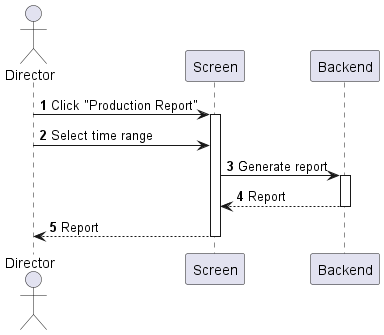 Director
Screen
Backend
1 Click "Production Report"
2 Select time range
3 Generate report
4 Report
5 Report
Director
Screen
Backend